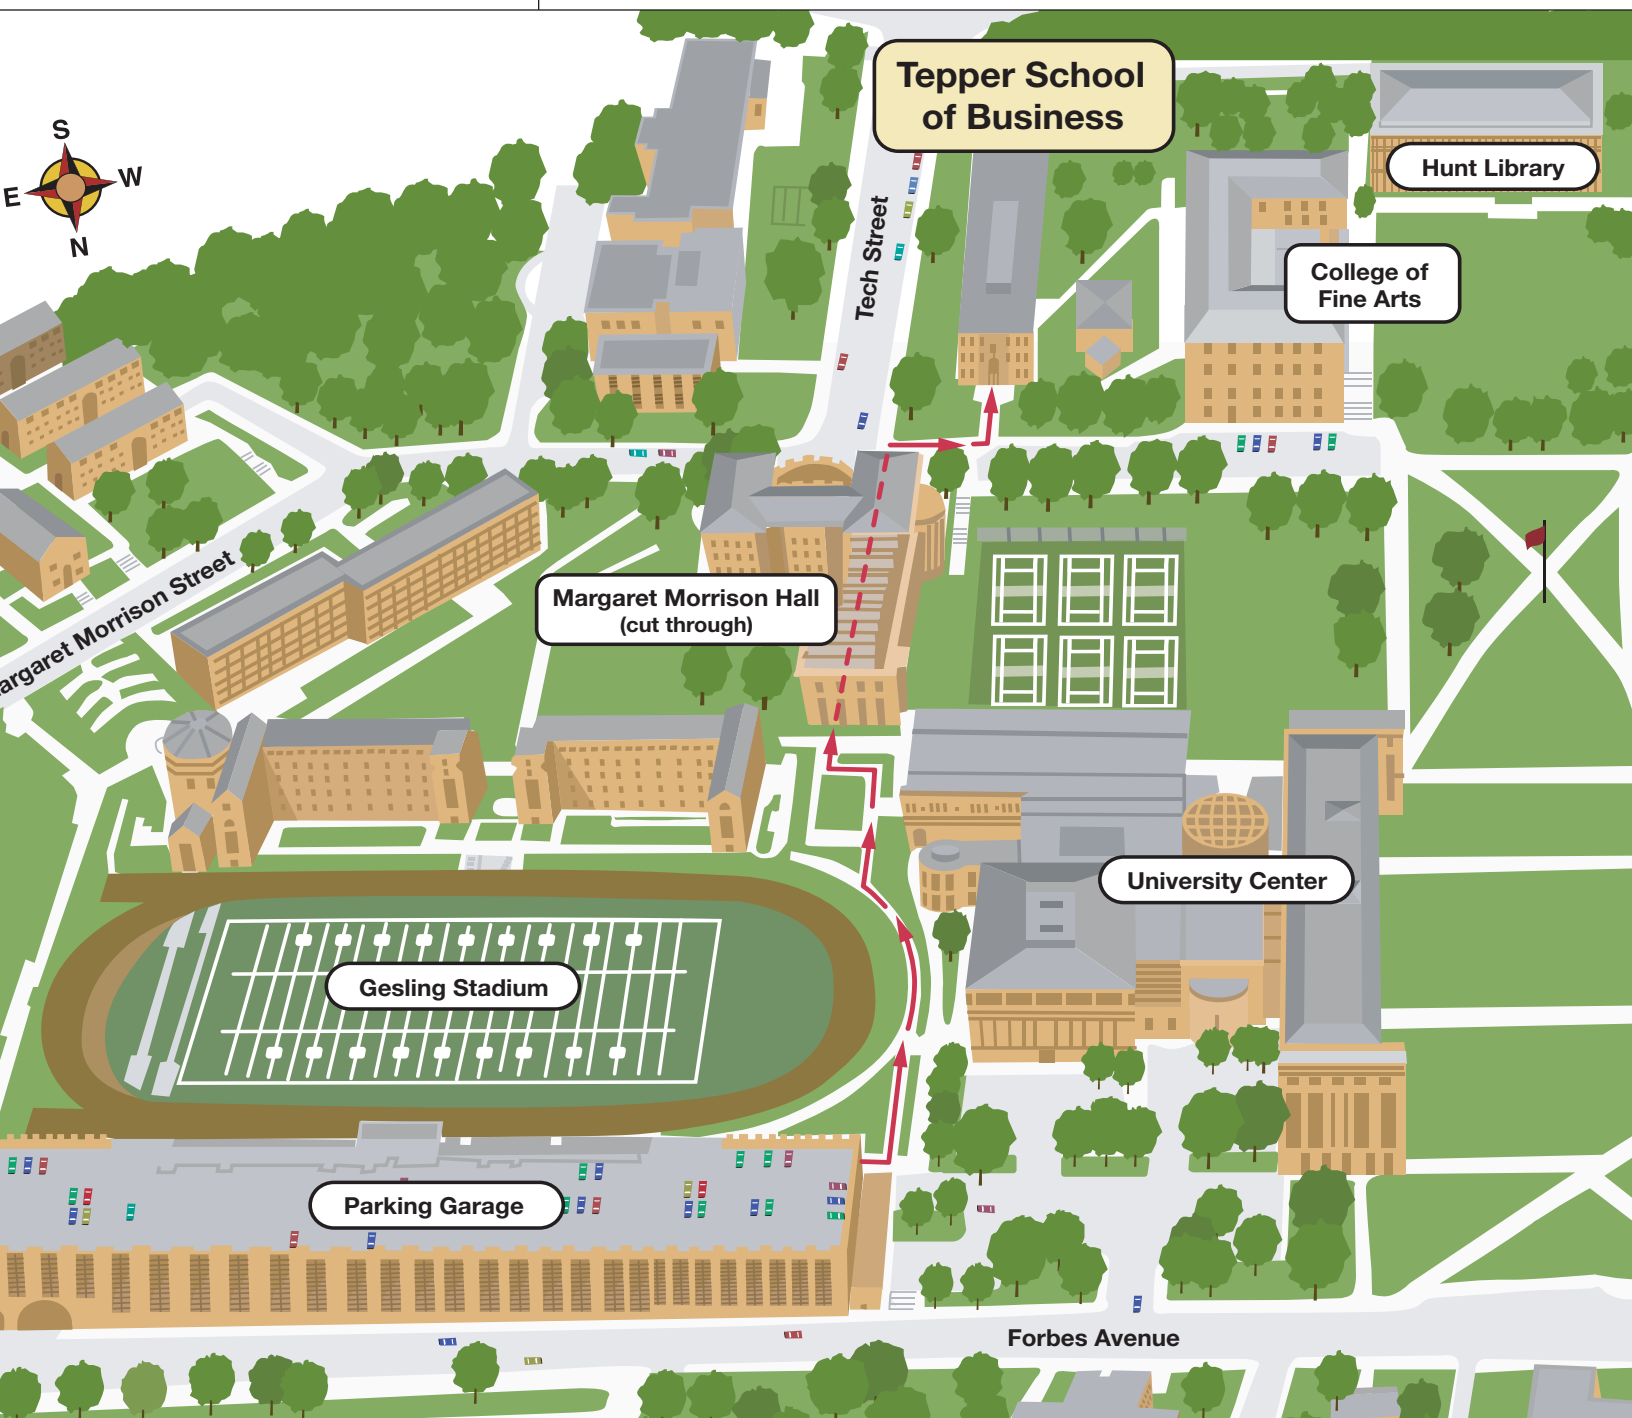 Tepper School
of Business
S
E
W
N
Hunt Library
Tech Street
College of
Fine Arts
Margaret Morrison Hall
(cut through)
argaret Morrison Street
University Center
Gesling Stadium
Parking Garage
Forbes Avenue